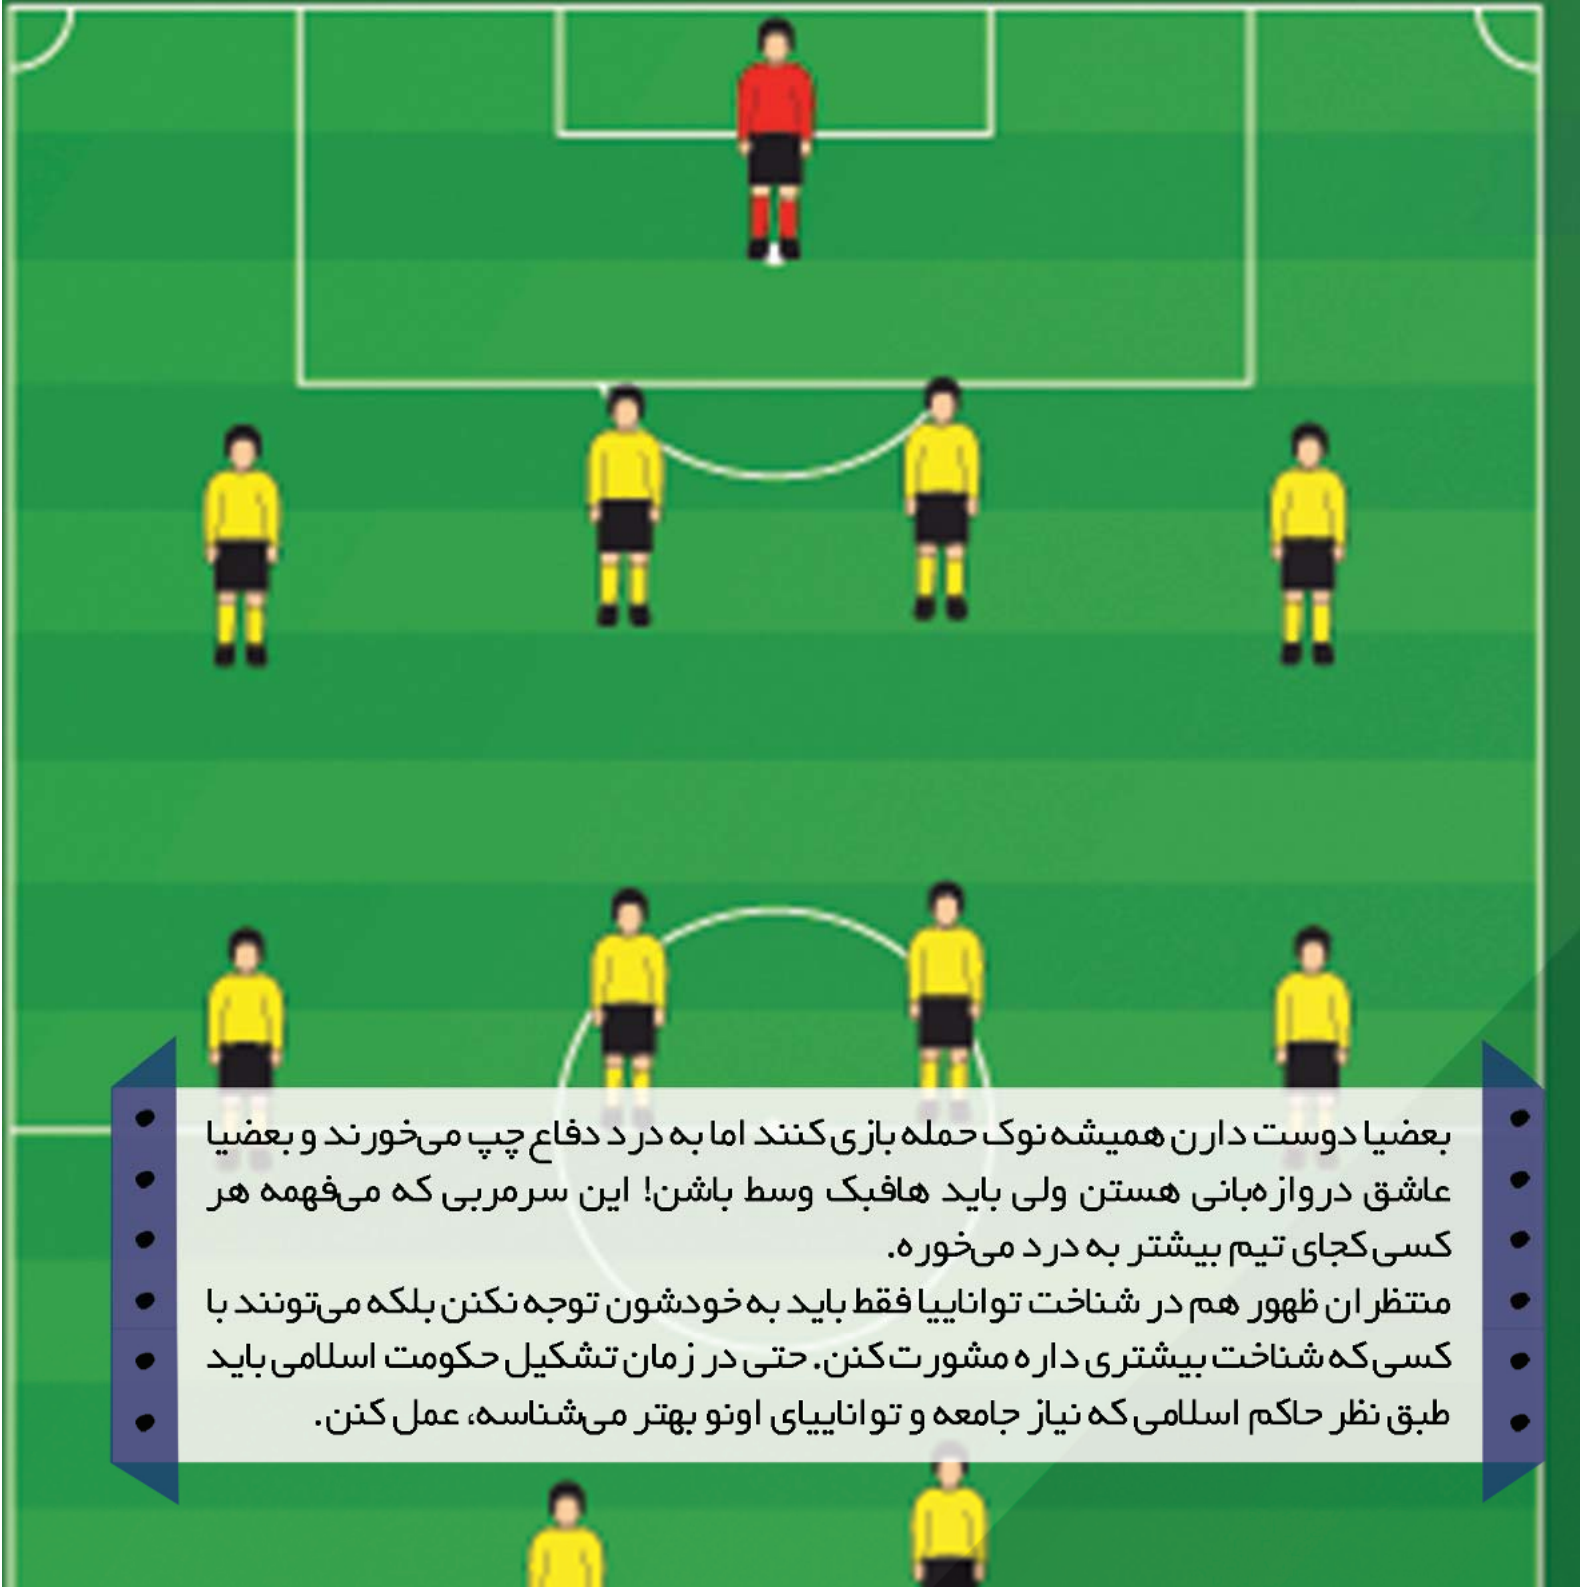 بعضیا دوست دارن همیشه نوک حمله بازی کنند اما به درد دفاع چپ می‌خورند و بعضیا
عاشق دروازه‌بانی هستن ولی باید هافبک وسط باشن! این سرمربی که می‌فهمه هر
کسی کجای تیم بیشتر به درد می‌خوره.
منتظران ظهور هم در شناخت تواناییا فقط باید به خودشون توجه نکنن بلکه می‌تونند با
کسی که شناخت بیشتری داره مشورت کنن. حتی در زمان تشکیل حکومت اسلامی باید
طبق نظر حاکم اسلامی که نیاز جامعه و تواناییای اونو بهتر می‌شناسه، عمل کنن.